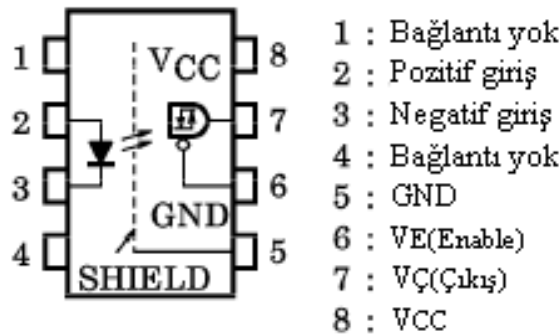 1
2
3
4
VCC
GND
SHIELD
8
7
6
5
1 : Bağlantı yok
2 : Pozitif giriş
3 : Negatif giriş
4 : Bağlantı yok
5 : GND
6 : VE(Enable)
7 : VÇ(Çıkış)
8 : VCC